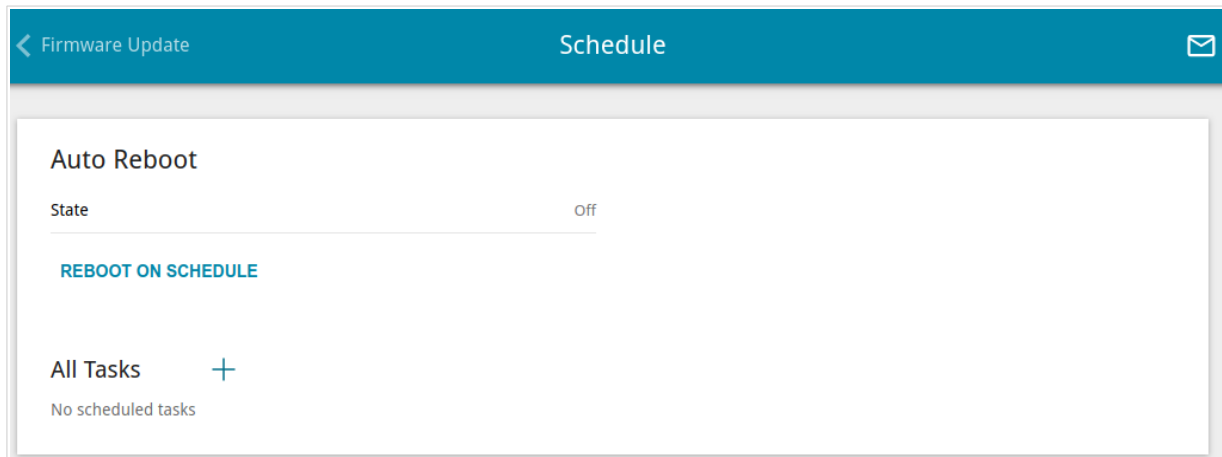 Firmware Update
Schedule
Auto Reboot
State
Off
REBOOT ON SCHEDULE
All Tasks
No scheduled tasks